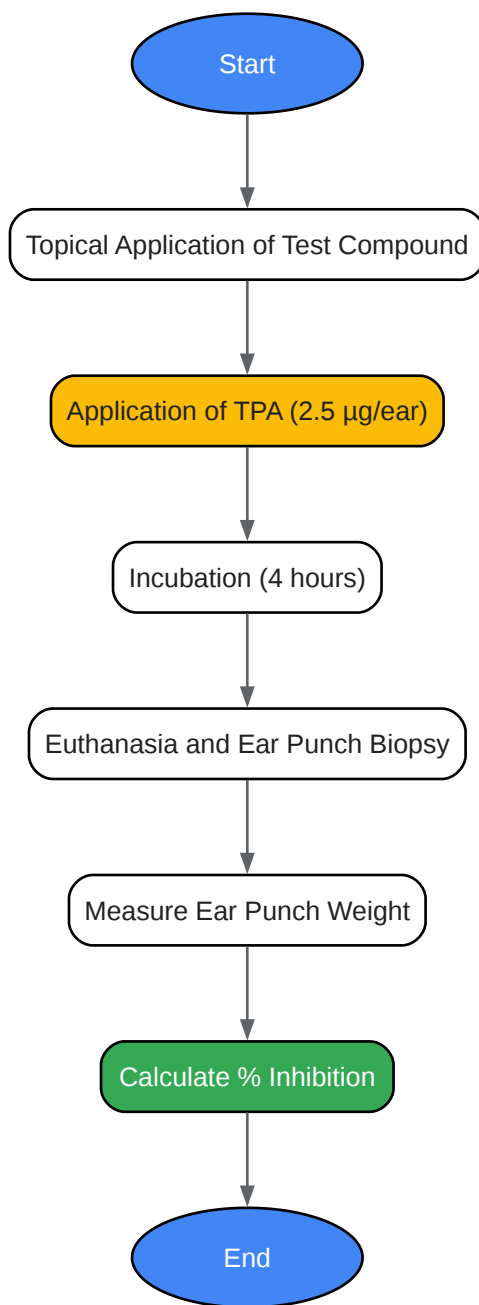 Start
Topical Application of Test Compound
Application of TPA (2.5 µg/ear)
Incubation (4 hours)
Euthanasia and Ear Punch Biopsy
Measure Ear Punch Weight
Calculate % Inhibition
End